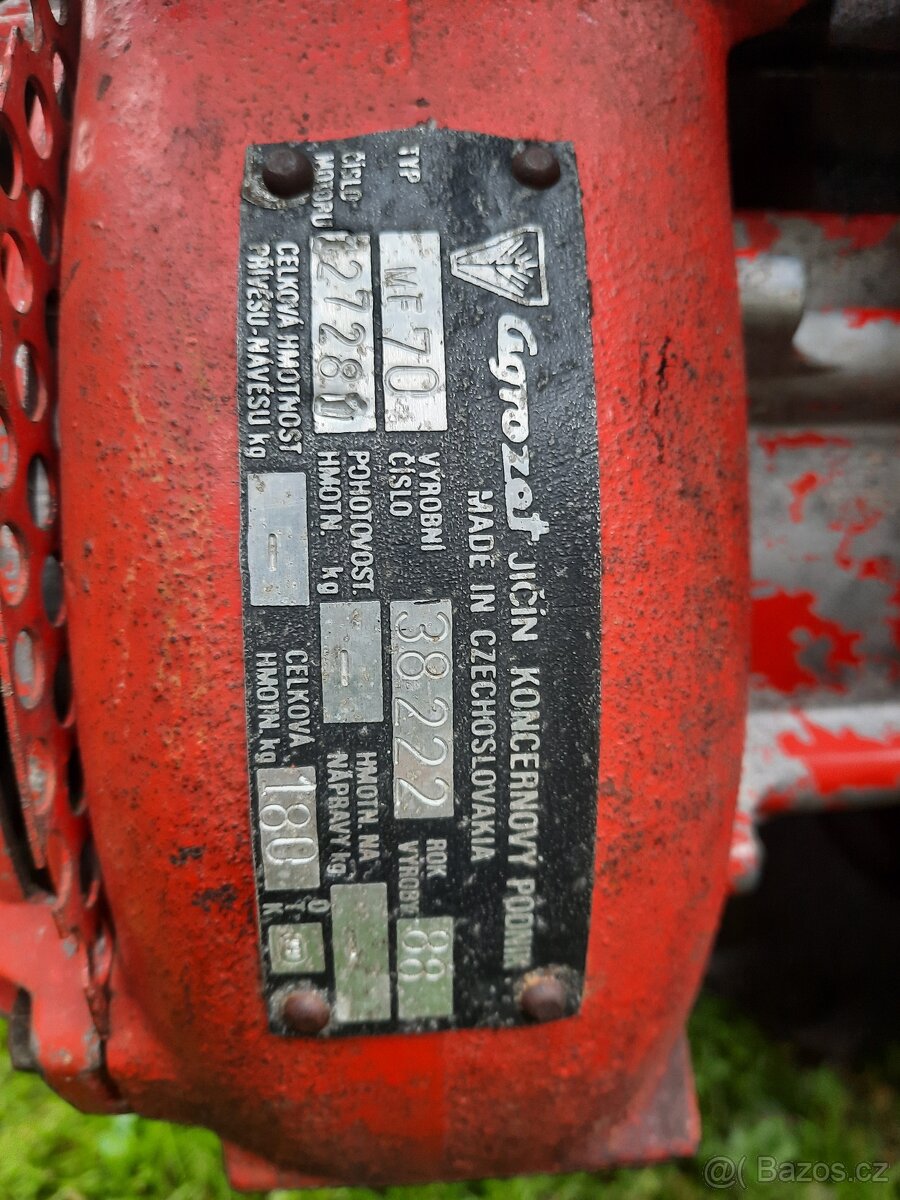 Agrozet JIČÍN KONCERNOVÝ PODNIK
MADE IN CZECHOSLOVAKIA
TYP MF 70 VÝROBNÍ 38222 ROK 88
ČÍSLO VÝROBY
ČÍSLO POHOTOVOST. - HMOTN. NA
MOTORU HMOTN. kg NÁPRAVY kg
CELKOVÁ HMOTNOST - CELKOVÁ 180 O
PŘÍVĚSU-NÁVĚSU kg HMOTN. kg T
K.
@( Bazos.cz